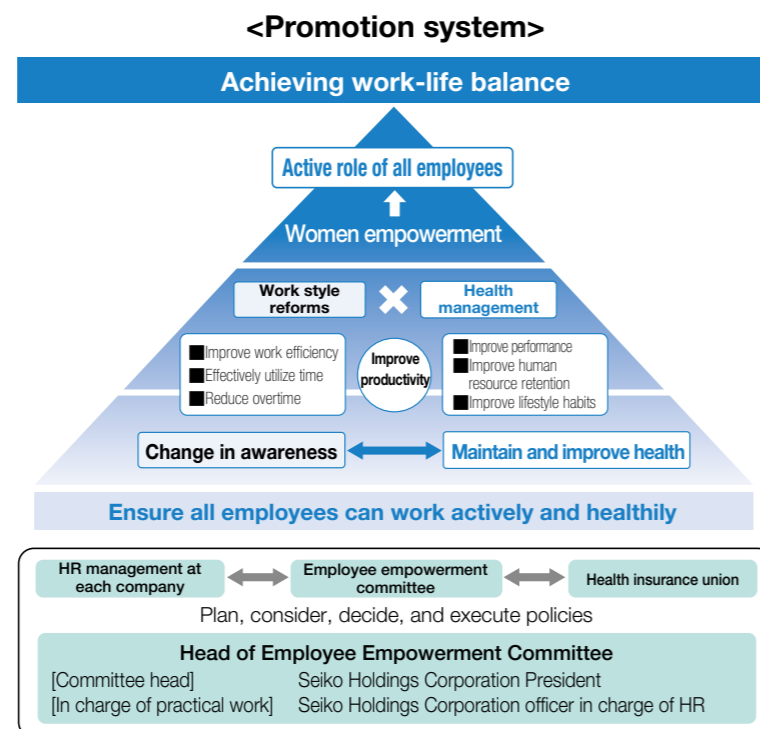 <Promotion system>
Achieving work-life balance
Active role of all employees
Women empowerment
Work style
reforms
Health
management
■Improve work efficiency
■Effectively utilize time
■Reduce overtime
Improve
productivity
■Improve performance
■Improve human
resource retention
■Improve lifestyle habits
Change in awareness
Maintain and improve health
Ensure all employees can work actively and healthily
HR management at
each company
Employee empowerment
committee
Health insurance union
Plan, consider, decide, and execute policies
Head of Employee Empowerment Committee
[Committee head] Seiko Holdings Corporation President
[In charge of practical work] Seiko Holdings Corporation officer in charge of HR